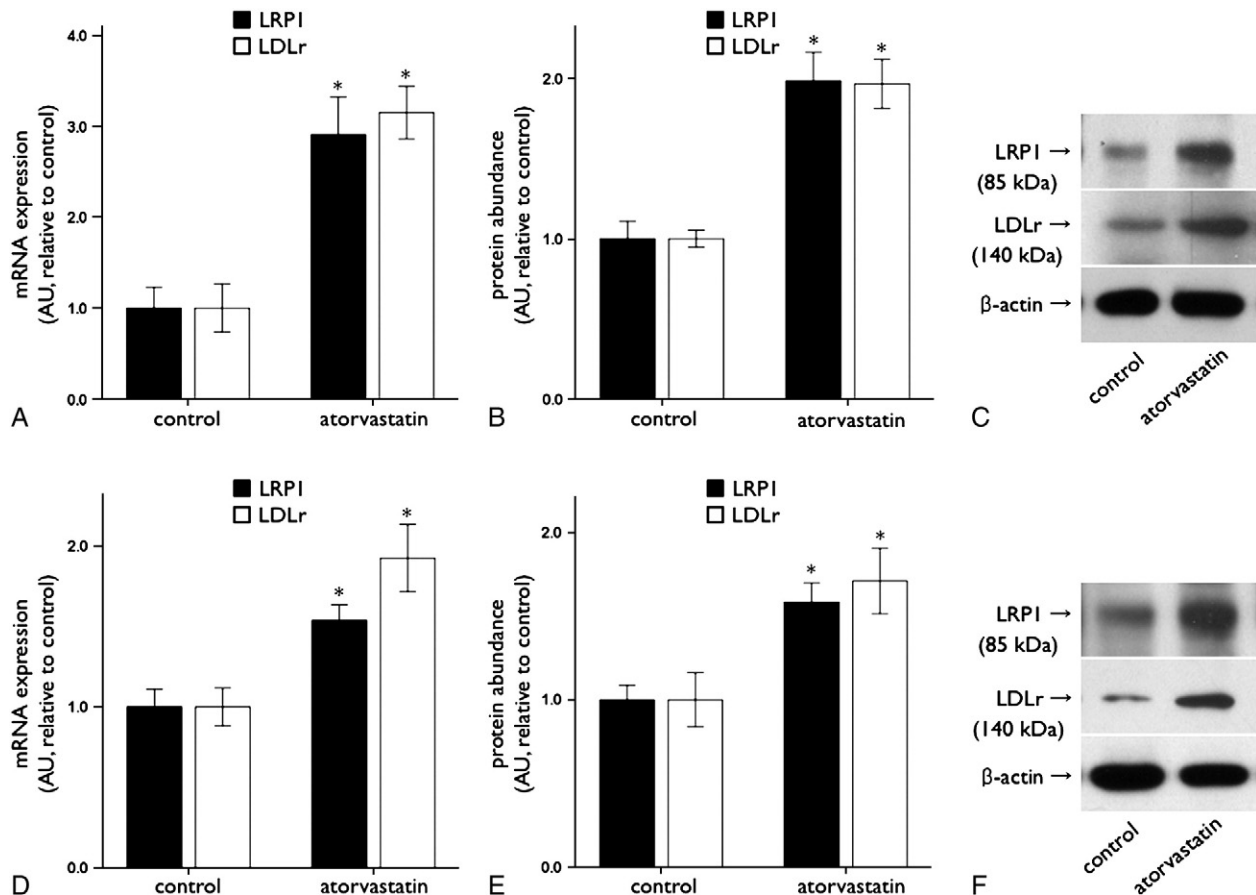 LRP1
LDLr
4.0
3.0
2.0
1.0
0.0
mRNA expression
(AU, relative to control)
*
*
control
atorvastatin
A
LRP1
LDLr
2.0
1.0
0.0
protein abundance
(AU, relative to control)
*
*
control
atorvastatin
B
LRP1 →
(85 kDa)
LDLr →
(140 kDa)
β-actin →
control
atorvastatin
C
LRP1
LDLr
2.0
1.0
0.0
mRNA expression
(AU, relative to control)
*
*
control
atorvastatin
D
LRP1
LDLr
2.0
1.0
0.0
protein abundance
(AU, relative to control)
*
*
control
atorvastatin
E
LRP1 →
(85 kDa)
LDLr →
(140 kDa)
β-actin →
control
atorvastatin
F